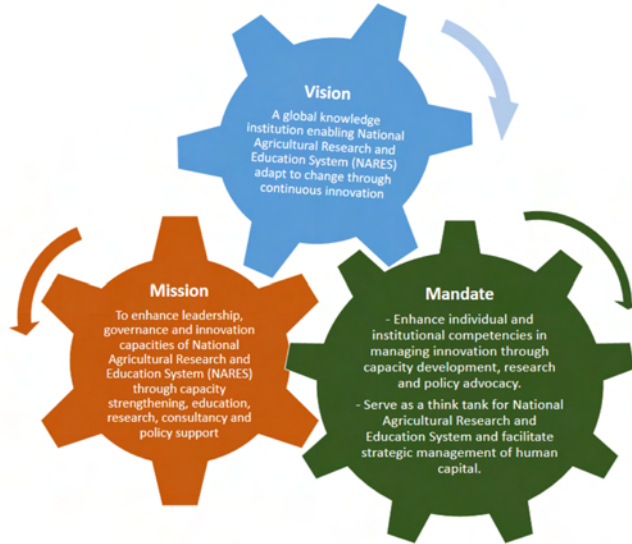 Vision
A global knowledge
institution enabling National
Agricultural Research and
Education System (NARES)
adapt to change through
continuous innovation
Mission
To enhance leadership,
governance and innovation
capacities of National
Agricultural Research and
Education System (NARES)
through capacity
strengthening, education,
research, consultancy and
policy support
Mandate
- Enhance individual and
institutional competencies in
managing innovation through
capacity development, research
and policy advocacy.
- Serve as a think tank for National
Agricultural Research and
Education System and facilitate
strategic management of human
capital.